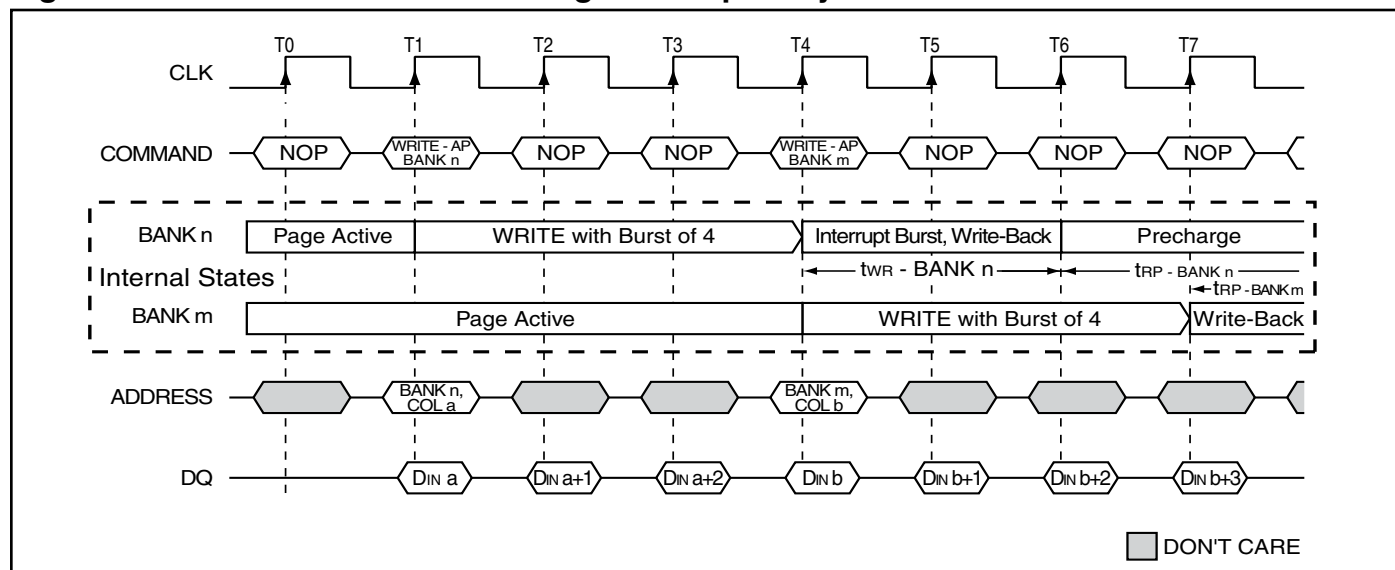 T0 T1 T2 T3 T4 T5 T6 T7
CLK
COMMAND NOP WRITE - AP BANK n NOP NOP WRITE - AP BANK m NOP NOP NOP
BANK n Page Active WRITE with Burst of 4 Interrupt Burst, Write-Back Precharge
tWR - BANK n tRP - BANK n
Internal States
tRP - BANK m
BANK m Page Active WRITE with Burst of 4 Write-Back
ADDRESS BANK n, COL a BANK m, COL b
DQ DIN a DIN a+1 DIN a+2 DIN b DIN b+1 DIN b+2 DIN b+3
DON'T CARE